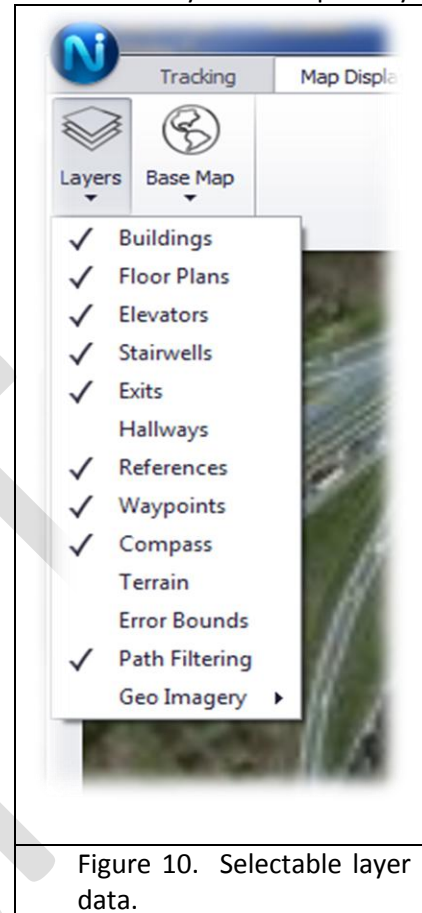 Ni
Tracking Map Displa
Layers Base Map
✓ Buildings
✓ Floor Plans
✓ Elevators
✓ Stairwells
✓ Exits
Hallways
✓ References
✓ Waypoints
✓ Compass
Terrain
Error Bounds
✓ Path Filtering
Geo Imagery
Figure 10. Selectable layer
data.